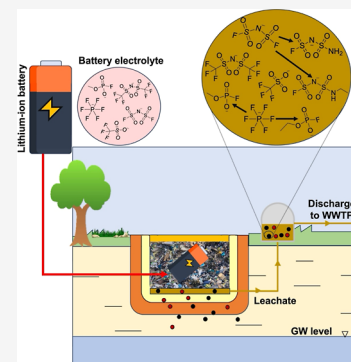 Lithium-ion battery
Battery electrolyte
Discharge
to WWTP
Leachate
GW level